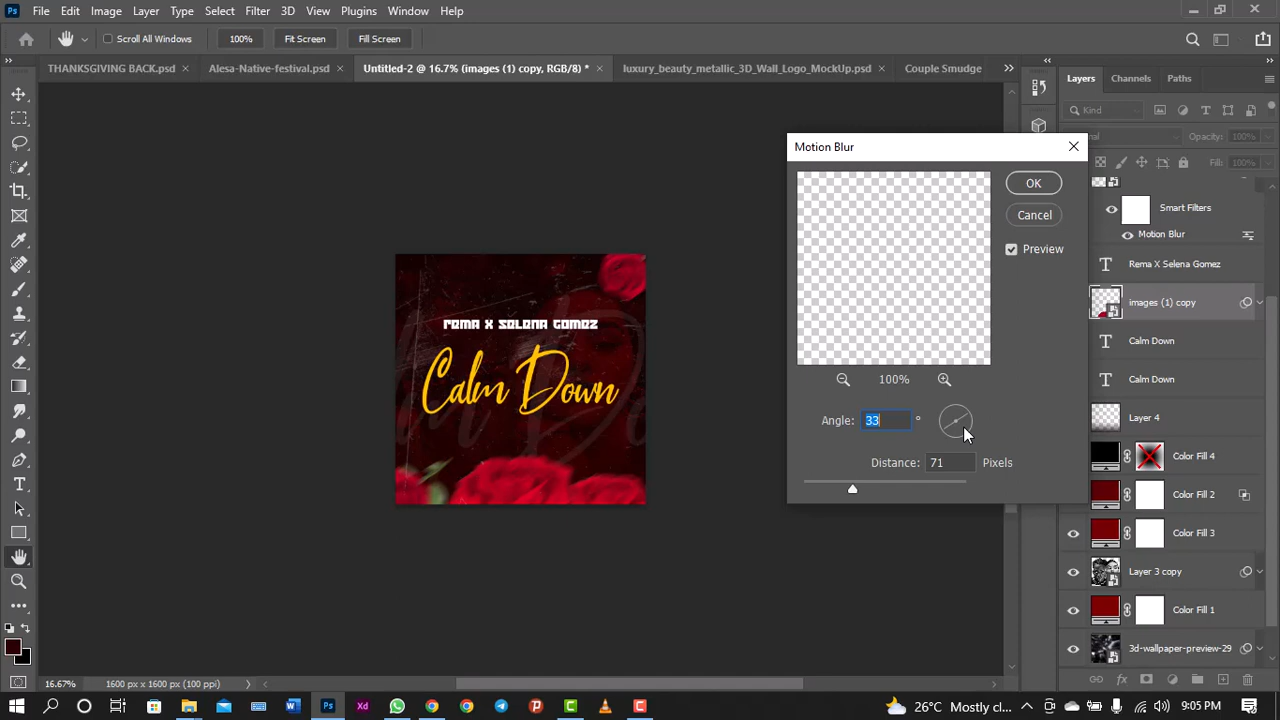 Ps File Edit Image Layer Type Select Filter 3D View Plugins Window Help
Scroll All Windows 100% Fit Screen Fill Screen
THANKSGIVING BACK.psd × Alesa-Native-festival.psd × Untitled-2 @ 16.7% (images (1) copy, RGB/8) * × luxury_beauty_metallic_3D_Wall_Logo_MockUp.psd × Couple Smudge
Layers Channels Paths
Kind
Opacity: 100%
Fill: 100%
Motion Blur
OK
Cancel
Preview
100%
Angle: 33 °
Distance: 71 Pixels
Smart Filters
Motion Blur
Rema X Selena Gomez
images (1) copy
Calm Down
Calm Down
Layer 4
Color Fill 4
Color Fill 2
Color Fill 3
Layer 3 copy
Color Fill 1
3d-wallpaper-preview-29
rema x selena gomez
Calm Down
16.67% 1600 px x 1600 px (100 ppi)
Ps Xd
26°C Mostly cl...
9:05 PM